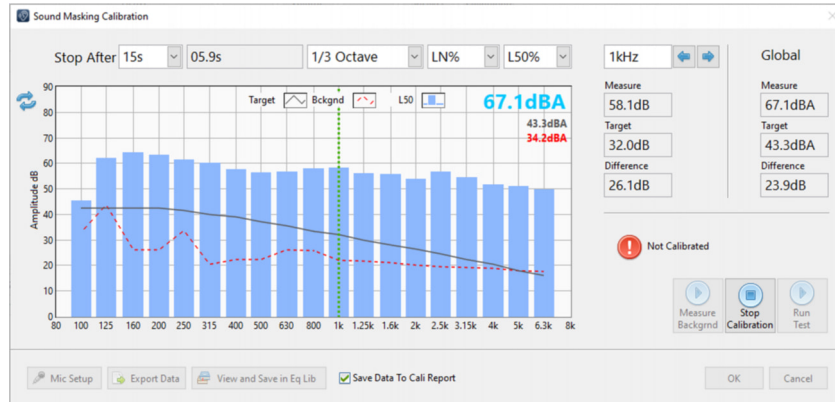 Sound Masking Calibration
Stop After 15s 05.9s 1/3 Octave LN% L50% 1kHz Global
Target Bckgnd L50 67.1dBA
43.3dBA
34.2dBA
Amplitude dB
90
80
70
60
50
40
30
20
10
0
80 100 125 160 200 250 315 400 500 630 800 1k 1.25k 1.6k 2k 2.5k 3.15k 4k 5k 6.3k 8k
Measure Measure
58.1dB 67.1dBA
Target Target
32.0dB 43.3dBA
Difference Difference
26.1dB 23.9dB
Not Calibrated
Measure Backgrnd
Stop Calibration
Run Test
Mic Setup Export Data View and Save in Eq Lib Save Data To Cali Report OK Cancel